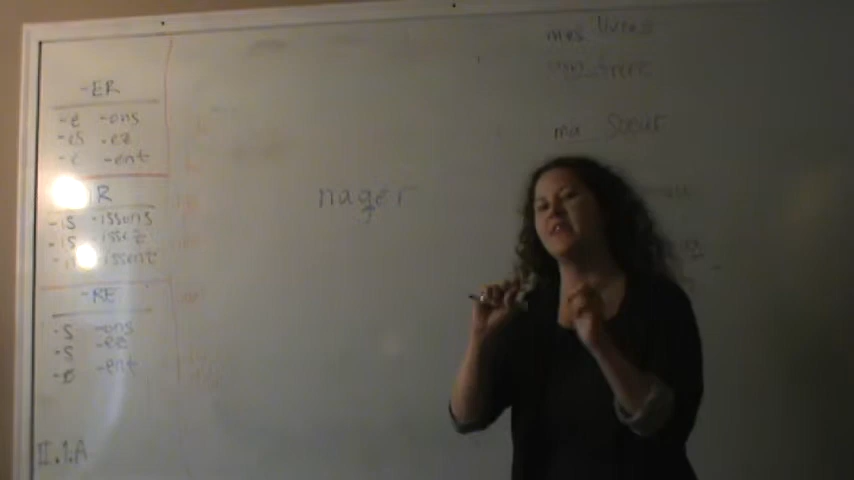 -ER
-e -ons
-es -ez
-e -ent
IR
-is -issons
-is issez
issent
-RE
-s -ons
-s -ez
-ent
II.1.A
nager
mes livres
frère
ma soeur